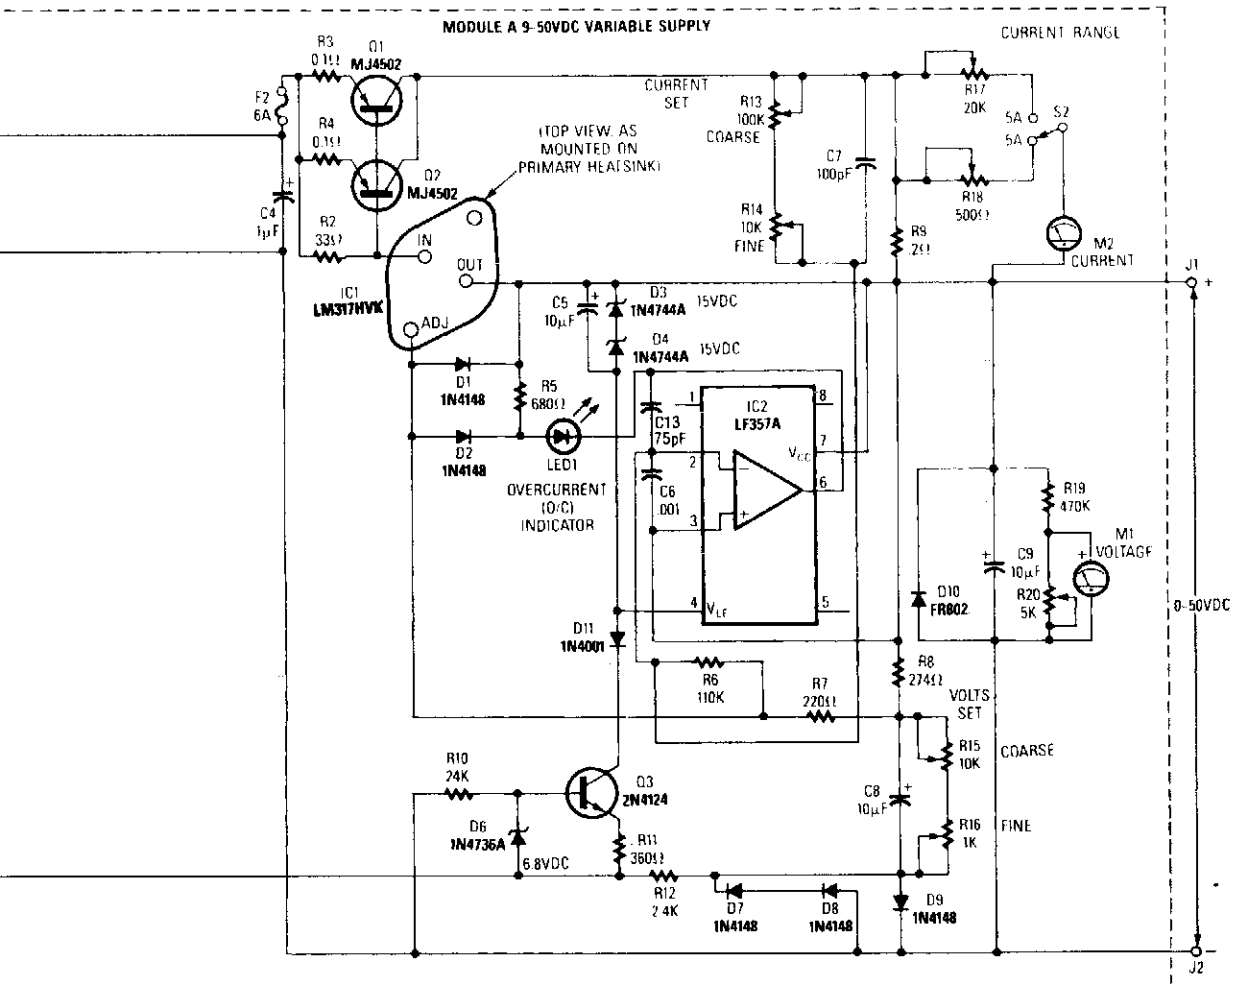 MODULE A 9-50VDC VARIABLE SUPPLY
CURRENT RANGE
R3
0.1Ω
Q1
MJ4502
F2
6A
CURRENT
SET
R13
100K
COARSE
R17
20K
5A
S2
5A
R4
0.1Ω
(TOP VIEW, AS
MOUNTED ON
PRIMARY HEATSINK)
Q2
MJ4502
C7
100pF
R18
500Ω
C4
1µF
+
R2
33Ω
IN
R14
10K
FINE
R9
.2Ω
M2
CURRENT
OUT
IC1
LM317HVK
ADJ
C5
10µF
+
D3
1N4744A
15VDC
J1
+
D4
1N4744A
15VDC
D1
1N4148
R5
680Ω
1
8
IC2
LF357A
C13
75pF
7
VCC
D2
1N4148
LED1
2
−
6
OVERCURRENT
(O/C)
INDICATOR
C6
.001
3
+
R19
470K
M1
VOLTAGE
+
C9
10µF
+
D10
FR802
R20
5K
0-50VDC
4
5
D11
1N4001
R8
274Ω
R6
110K
R7
220Ω
VOLTS
SET
R15
10K
COARSE
R10
24K
Q3
2N4124
C8
10µF
+
R16
1K
FINE
D6
1N4736A
6.8VDC
R11
360Ω
R12
2.4K
D7
1N4148
D8
1N4148
D9
1N4148
J2
−